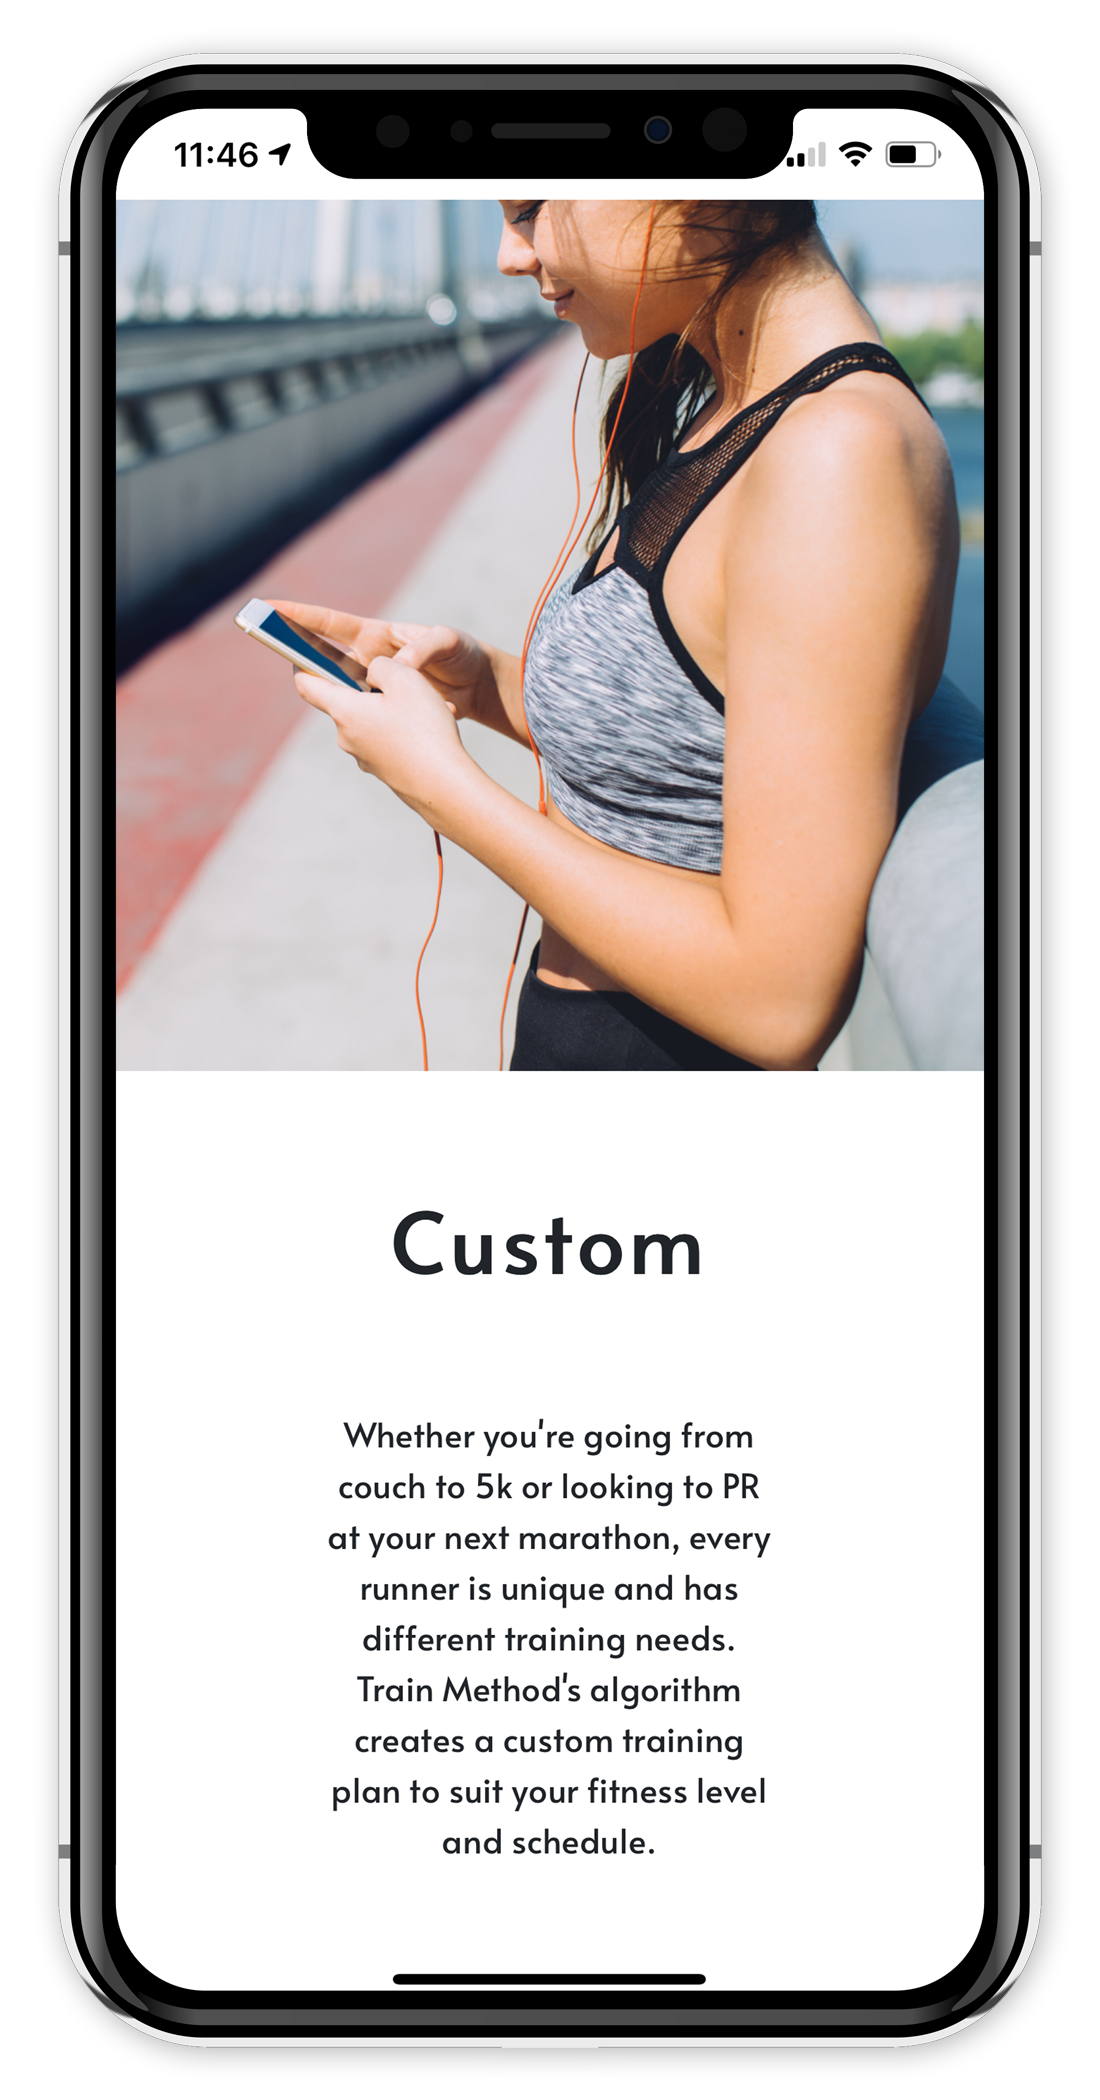 11:46
Custom
Whether you're going from
couch to 5k or looking to PR
at your next marathon, every
runner is unique and has
different training needs.
Train Method's algorithm
creates a custom training
plan to suit your fitness level
and schedule.